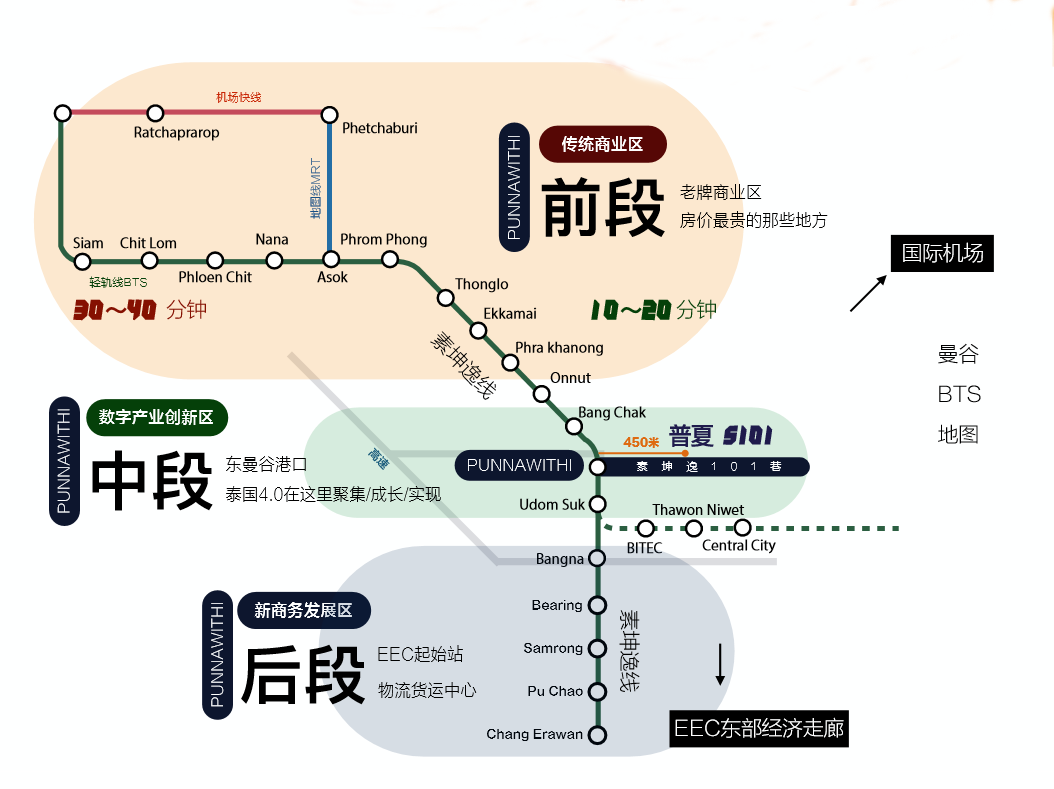 机场快线
Ratchaprarop
Phetchaburi
地图线MRT
Siam
Chit Lom
Phloen Chit
Nana
Asok
Phrom Phong
轻轨线BTS
30～40 分钟
PUNNAWITHI
传统商业区
前段
老牌商业区
房价最贵的那些地方
10～20 分钟
国际机场
曼谷
BTS
地图
Thonglo
Ekkamai
Phra khanong
Onnut
素坤逸线
Bang Chak
PUNNAWITHI
数字产业创新区
中段
东曼谷港口
泰国4.0在这里聚集/成长/实现
高速
450米
普夏 S101
PUNNAWITHI
素坤逸101巷
Udom Suk
Thawon Niwet
BITEC
Central City
Bangna
PUNNAWITHI
新商务发展区
后段
EEC起始站
物流货运中心
Bearing
Samrong
Pu Chao
Chang Erawan
素坤逸线
EEC东部经济走廊